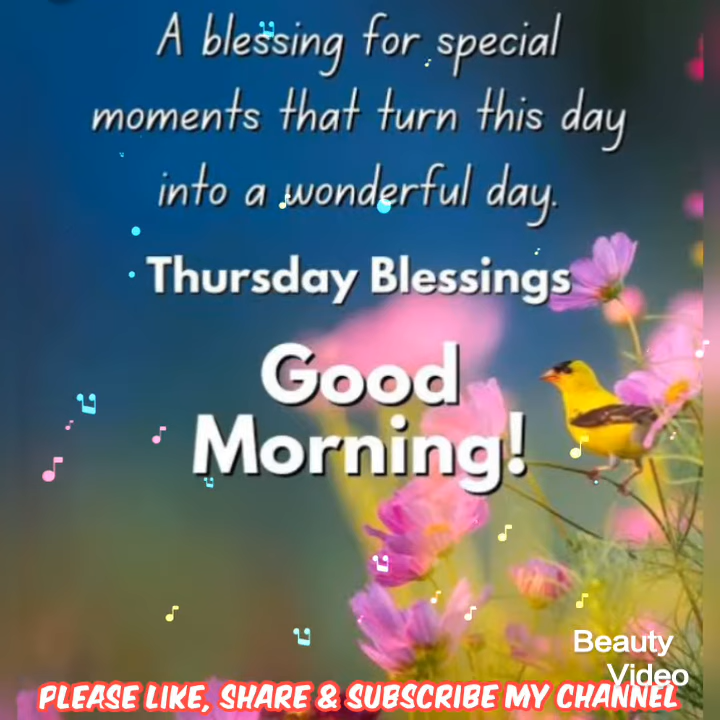 A blessing for special
moments that turn this day
into a wonderful day.
Thursday Blessings
Good
Morning!
Beauty
Video
PLEASE LIKE, SHARE & SUBSCRIBE MY CHANNEL